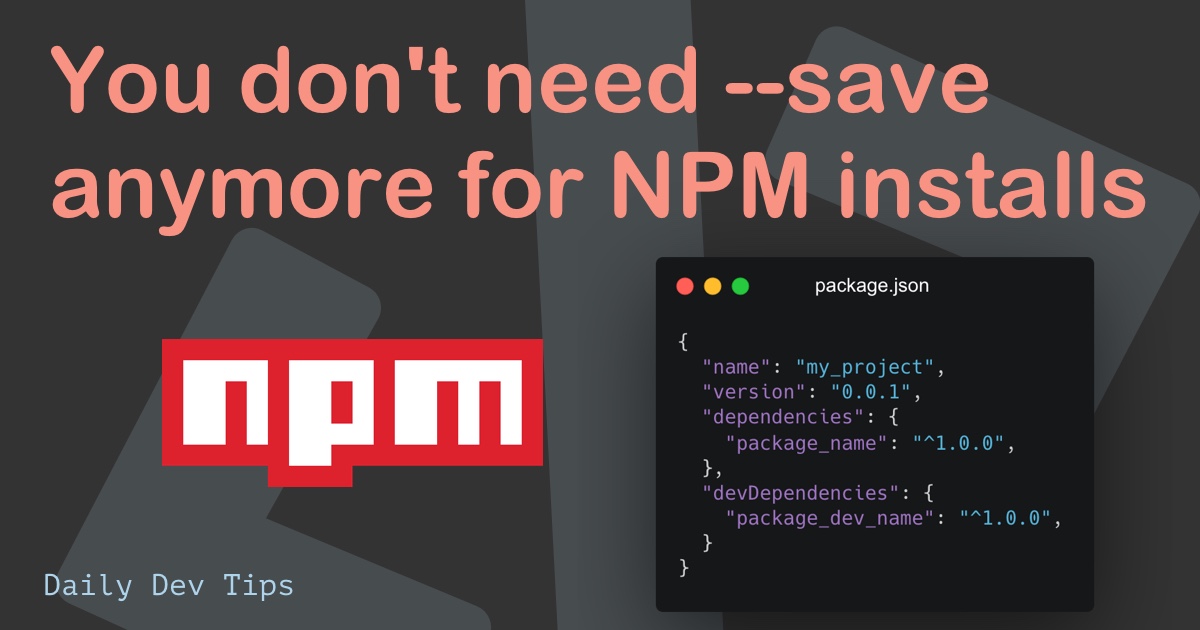 You don't need --save
anymore for NPM installs
npm
package.json
{
  "name": "my_project",
  "version": "0.0.1",
  "dependencies": {
    "package_name": "^1.0.0",
  },
  "devDependencies": {
    "package_dev_name": "^1.0.0",
  }
}
Daily Dev Tips